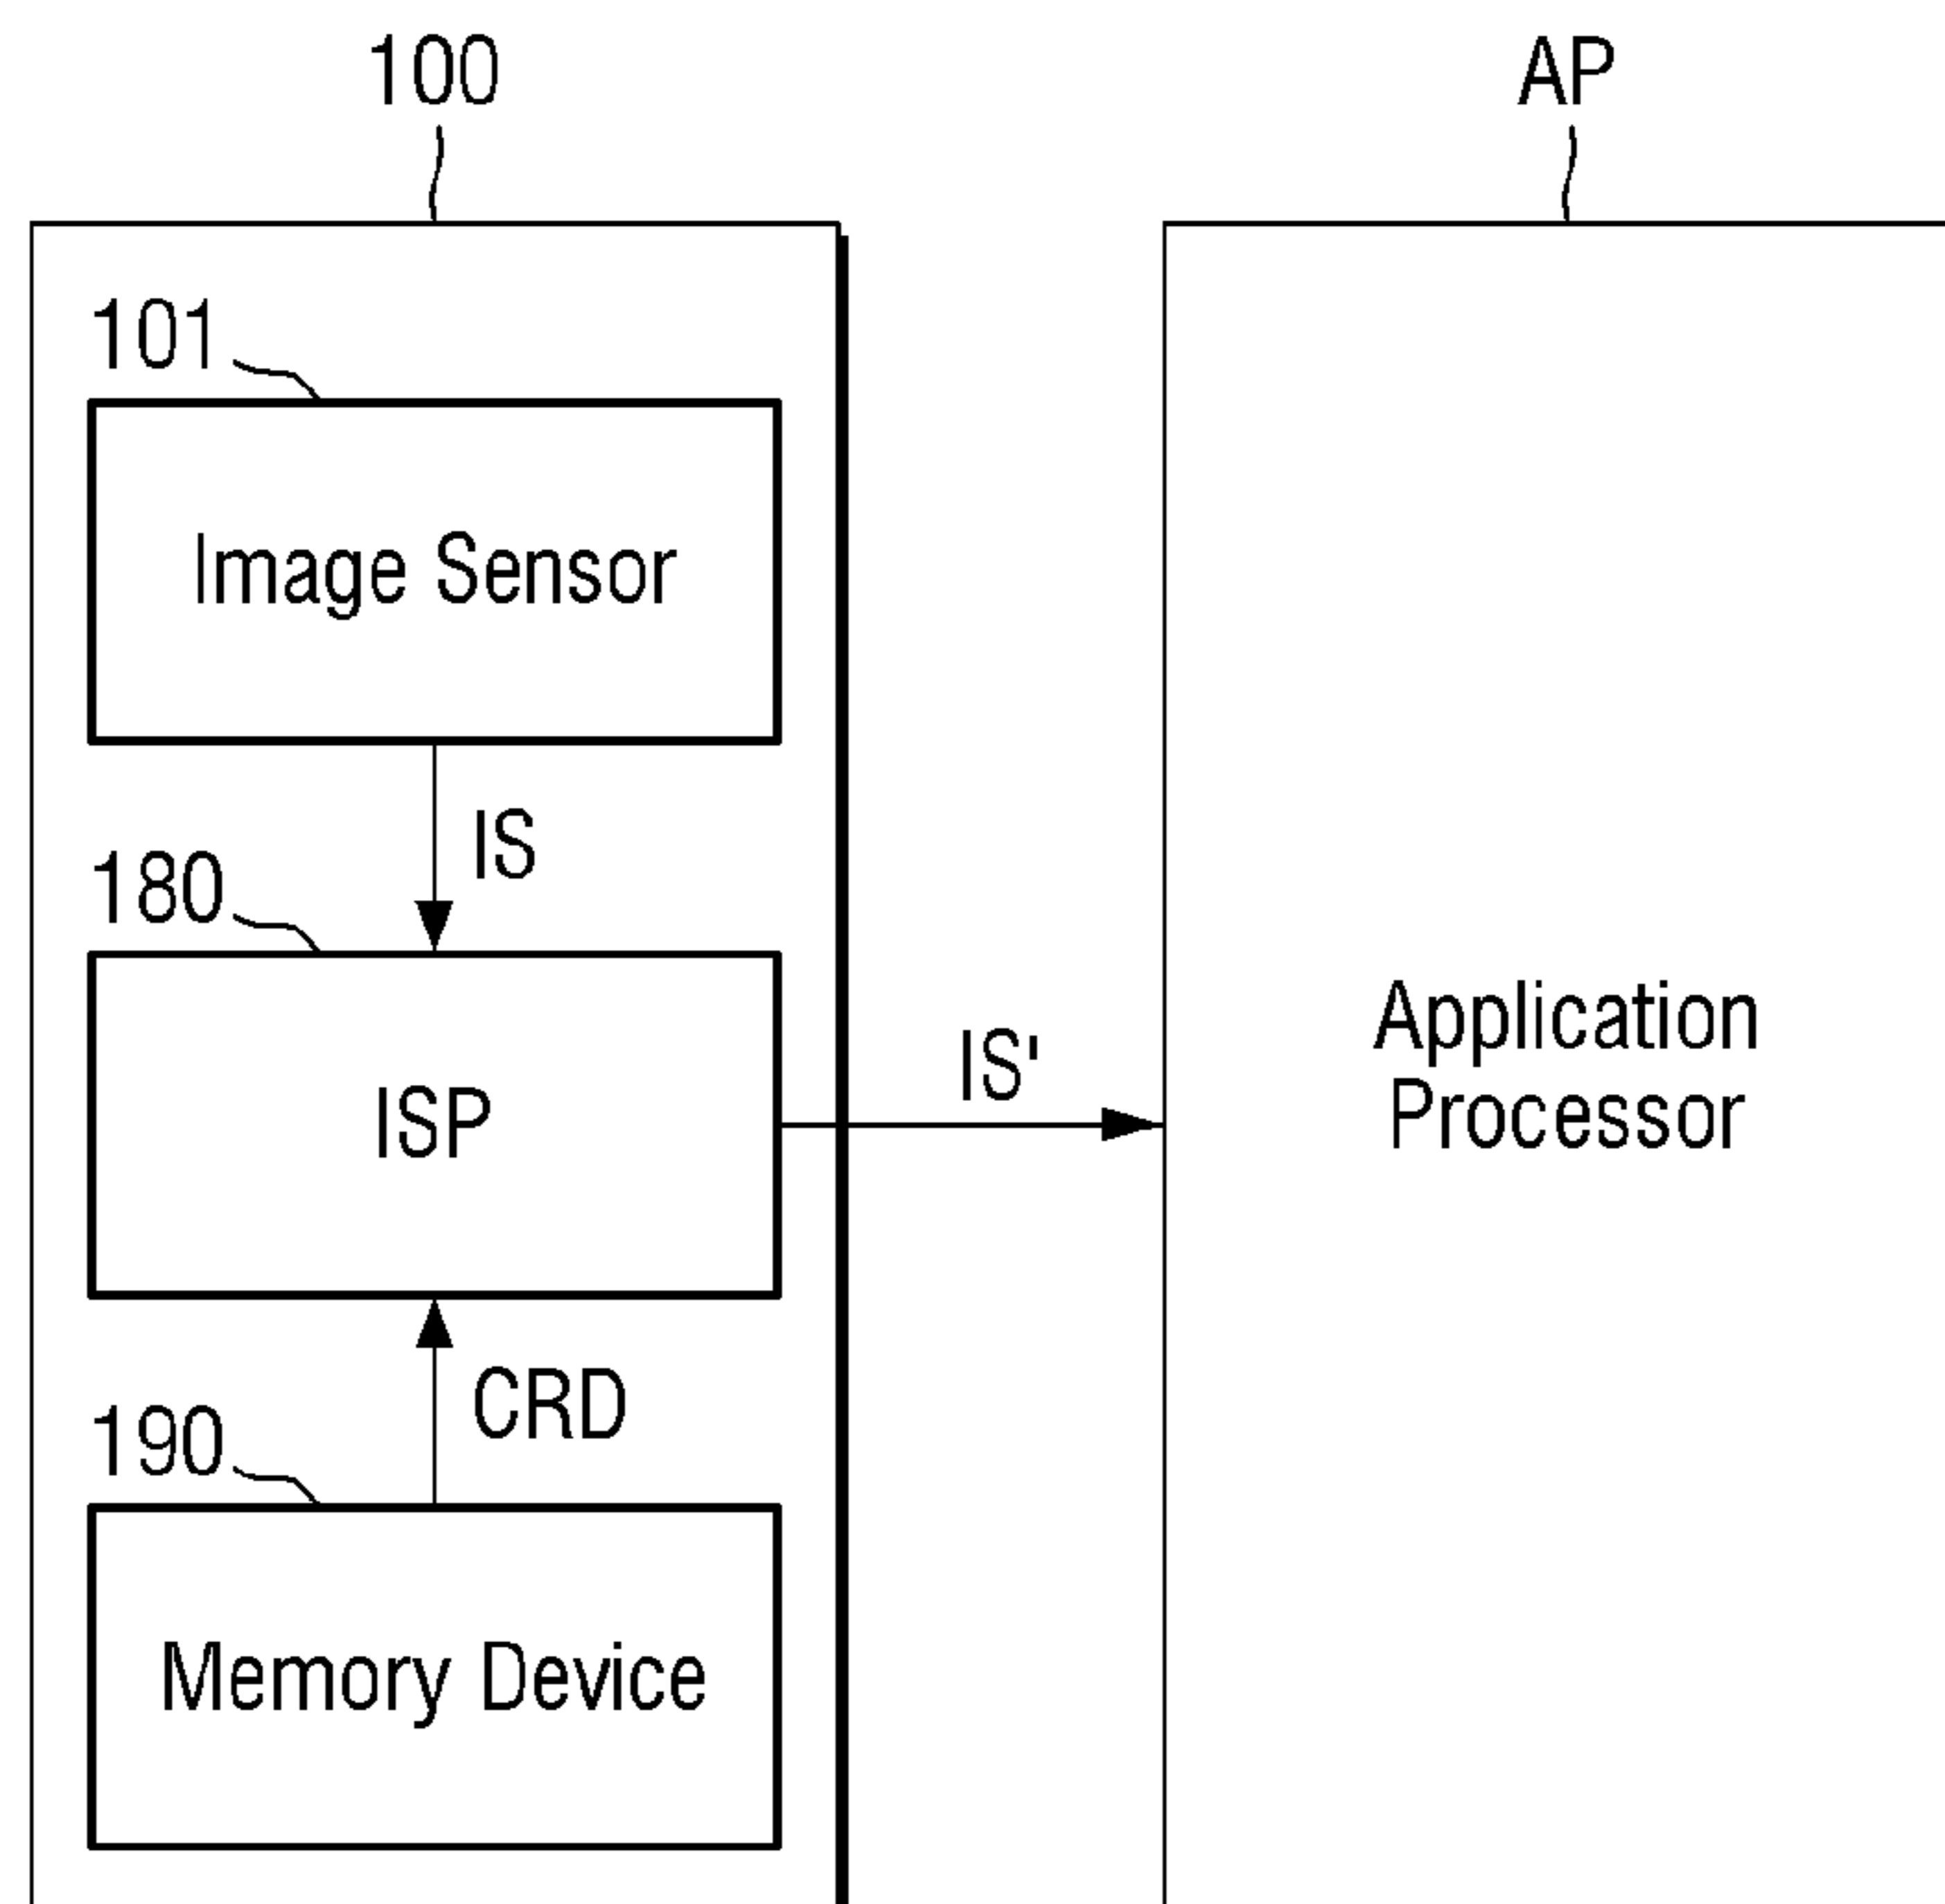 100
AP
101
Image Sensor
IS
180
ISP
IS'
Application
Processor
CRD
190
Memory Device